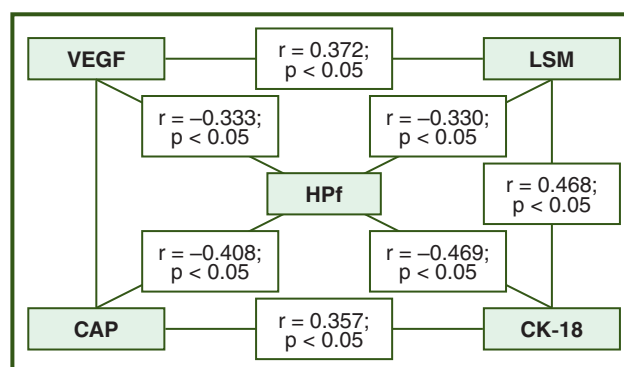 VEGF
r = 0.372;
p < 0.05
LSM
r = –0.333;
p < 0.05
r = –0.330;
p < 0.05
HPf
r = 0.468;
p < 0.05
r = –0.408;
p < 0.05
r = –0.469;
p < 0.05
CAP
r = 0.357;
p < 0.05
CK-18